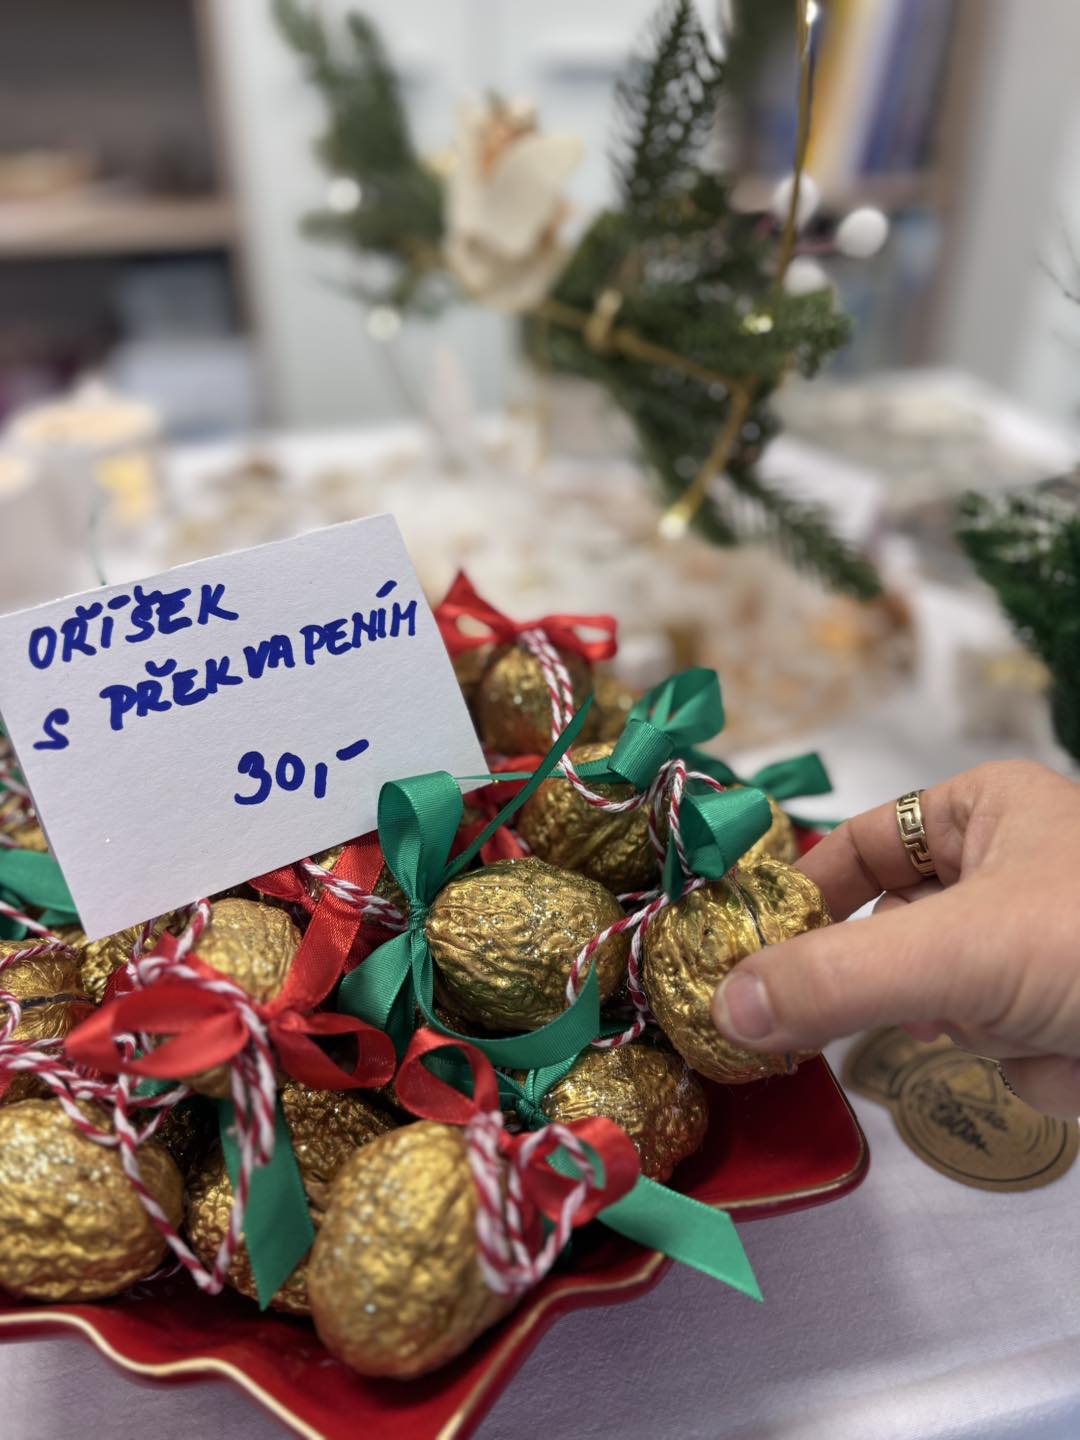 OŘÍŠEK
S PŘEKVAPENÍM
30,-